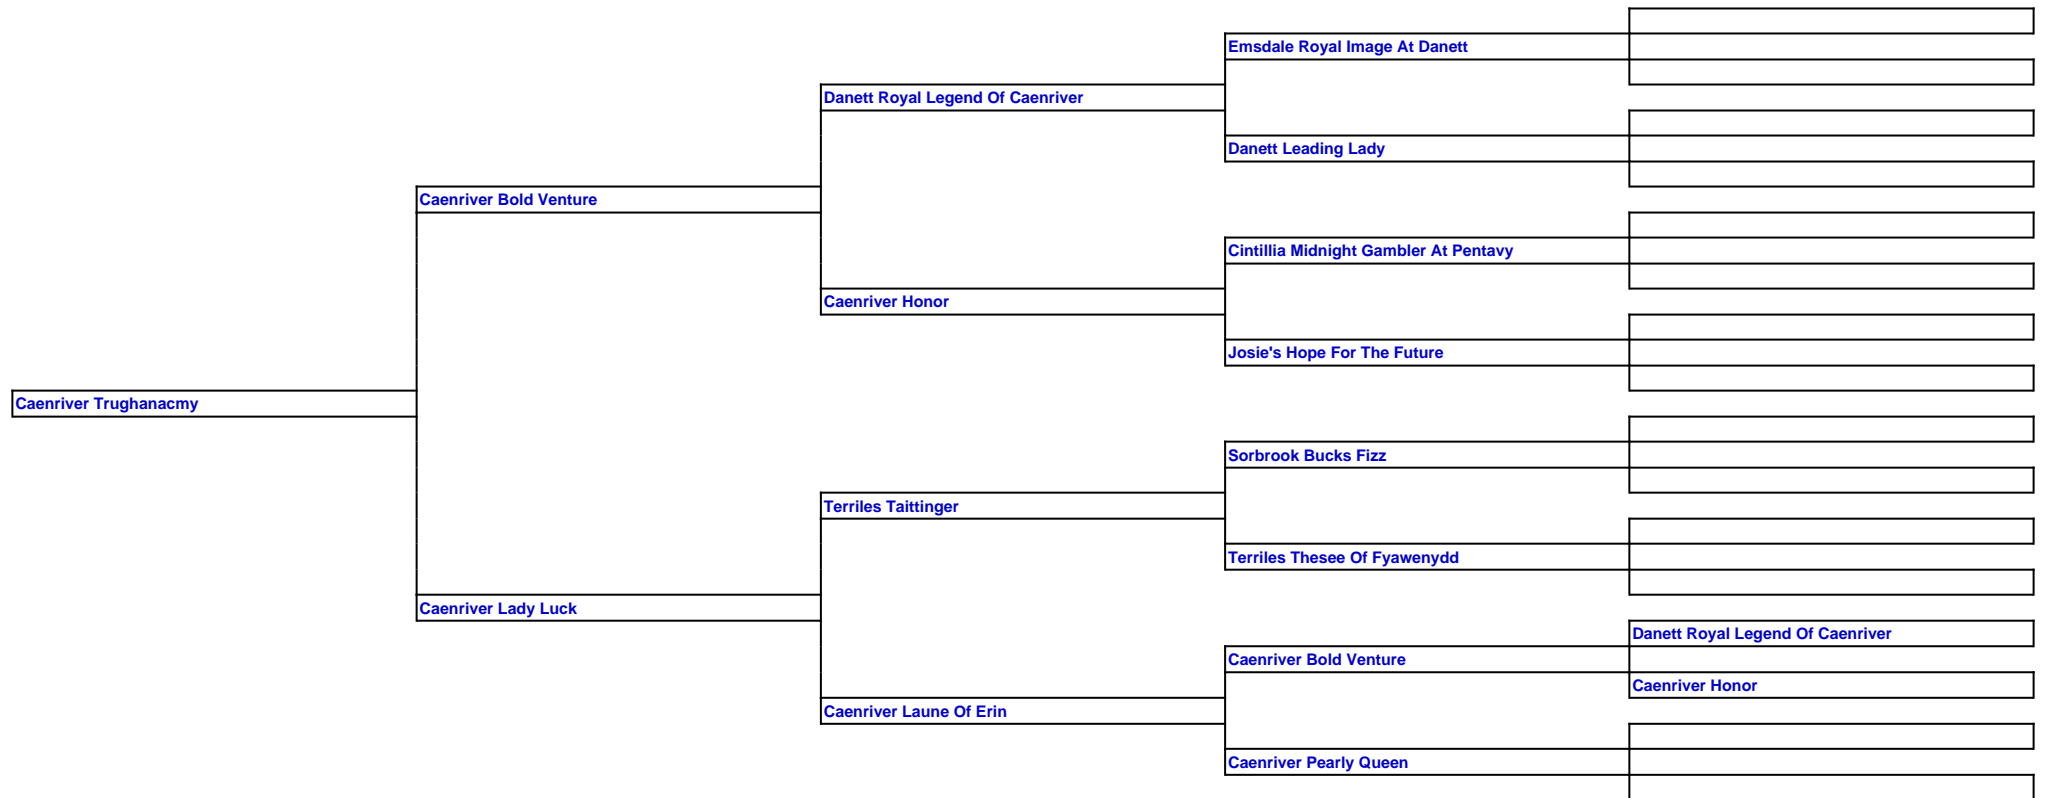 Emsdale Royal Image At Danett
Danett Royal Legend Of Caenriver
Danett Leading Lady
Caenriver Bold Venture
Cintillia Midnight Gambler At Pentavy
Caenriver Honor
Josie's Hope For The Future
Caenriver Trughanacmy
Sorbrook Bucks Fizz
Terriles Taittinger
Terriles Thesee Of Fyawenydd
Caenriver Lady Luck
Danett Royal Legend Of Caenriver
Caenriver Bold Venture
Caenriver Honor
Caenriver Laune Of Erin
Caenriver Pearly Queen